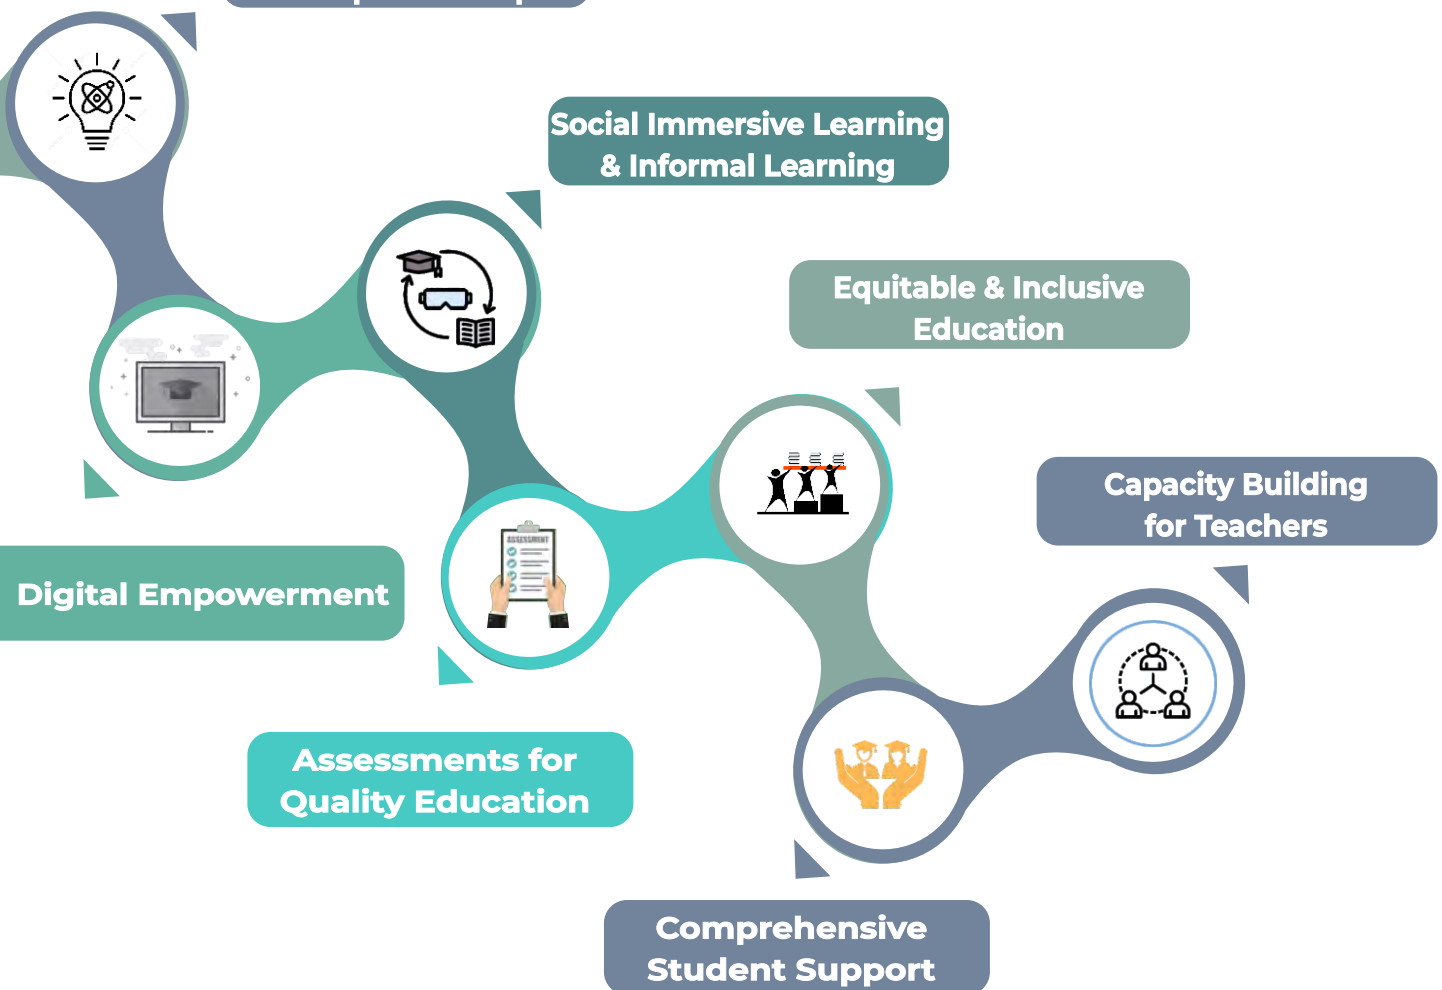 Social Immersive Learning
& Informal Learning
Equitable & Inclusive
Education
Capacity Building
for Teachers
Digital Empowerment
ASSESSMENT
Assessments for
Quality Education
Comprehensive
Student Support